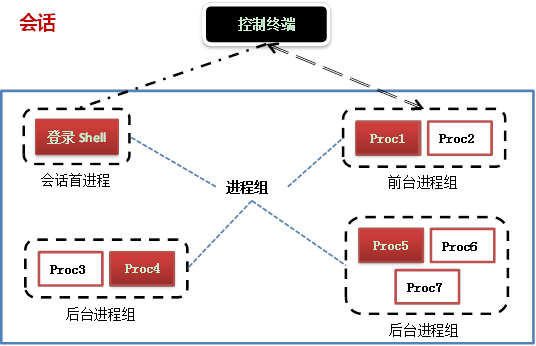 会话
控制终端
登录 Shell
会话首进程
Proc1
Proc2
前台进程组
进程组
Proc3
Proc4
后台进程组
Proc5
Proc6
Proc7
后台进程组